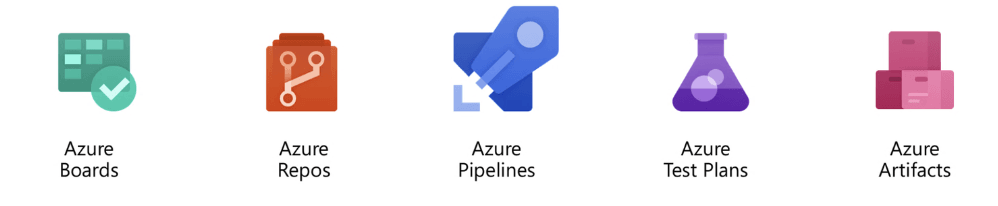 Azure
Boards
Azure
Repos
Azure
Pipelines
Azure
Test Plans
Azure
Artifacts